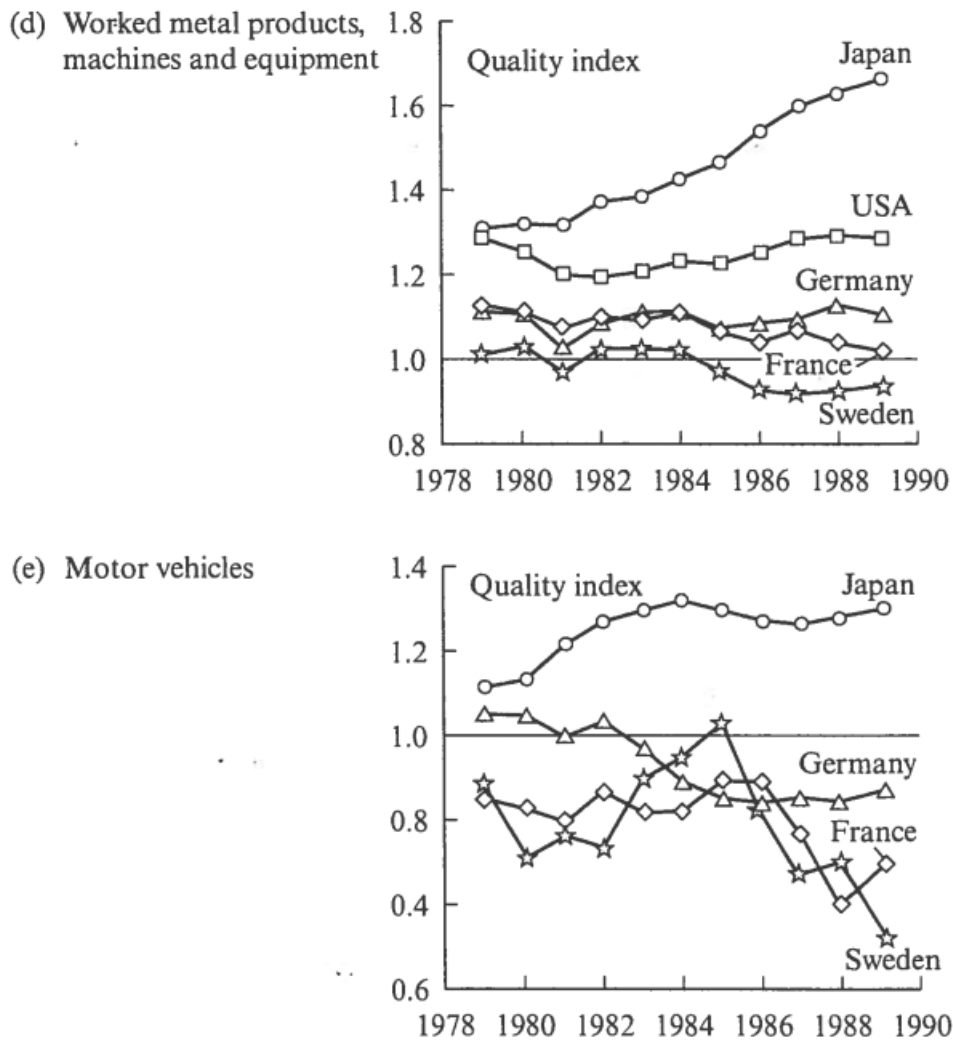 (d) Worked metal products,
machines and equipment
Quality index
1.8
1.6
1.4
1.2
1.0
0.8
Japan
USA
Germany
France
Sweden
1978 1980 1982 1984 1986 1988 1990
(e) Motor vehicles
Quality index
1.4
1.2
1.0
0.8
0.4
0.6
Japan
Germany
France
Sweden
1978 1980 1982 1984 1986 1988 1990